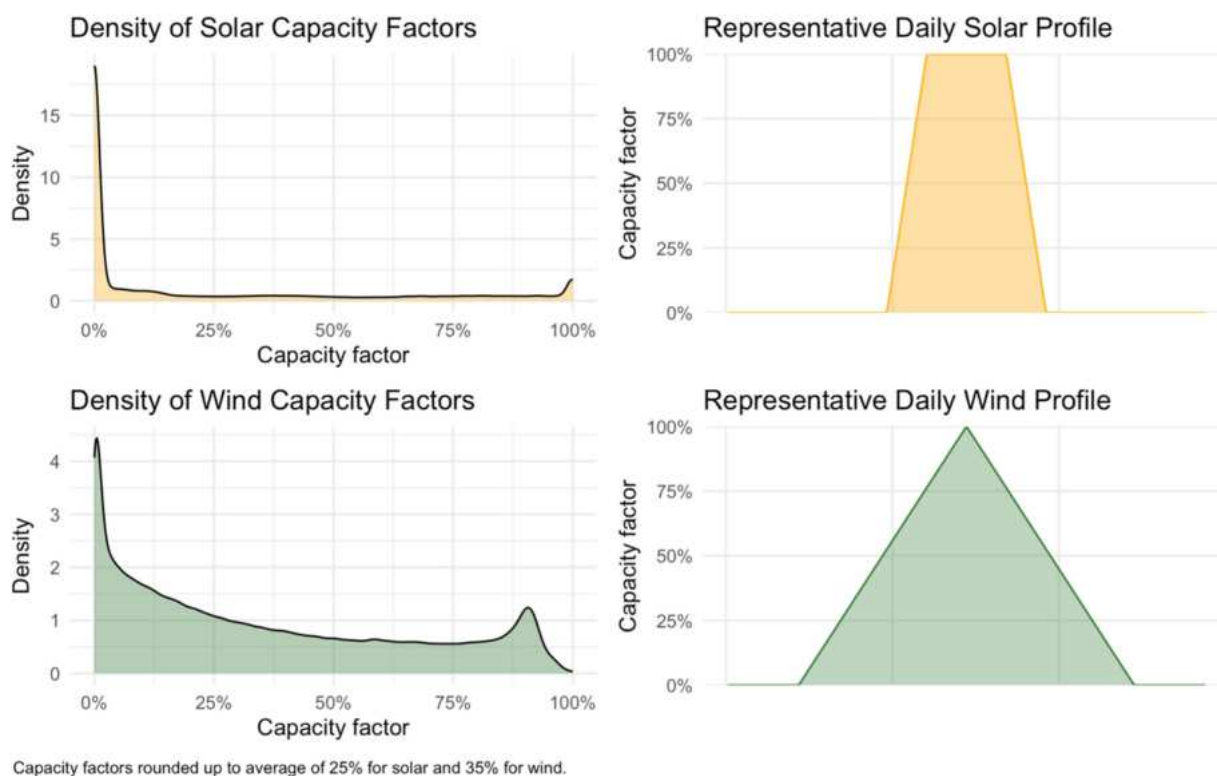 Density of Solar Capacity Factors
Density
15
10
5
0
0% 25% 50% 75% 100%
Capacity factor
Representative Daily Solar Profile
Capacity factor
100%
75%
50%
25%
0%
Density of Wind Capacity Factors
Density
4
3
2
1
0
0% 25% 50% 75% 100%
Capacity factor
Representative Daily Wind Profile
Capacity factor
100%
75%
50%
25%
0%
Capacity factors rounded up to average of 25% for solar and 35% for wind.